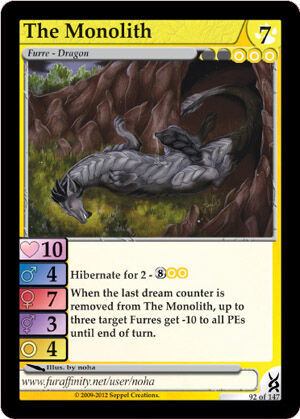 The Monolith
7
Furre - Dragon
10
4
Hibernate for 2 - 8
7
When the last dream counter is
removed from The Monolith, up to
three target Furres get -10 to all PEs
until end of turn.
3
4
Illus. by noha
www.furaffinity.net/user/noha
© 2009-2012 Seppel Creations.
92 of 147